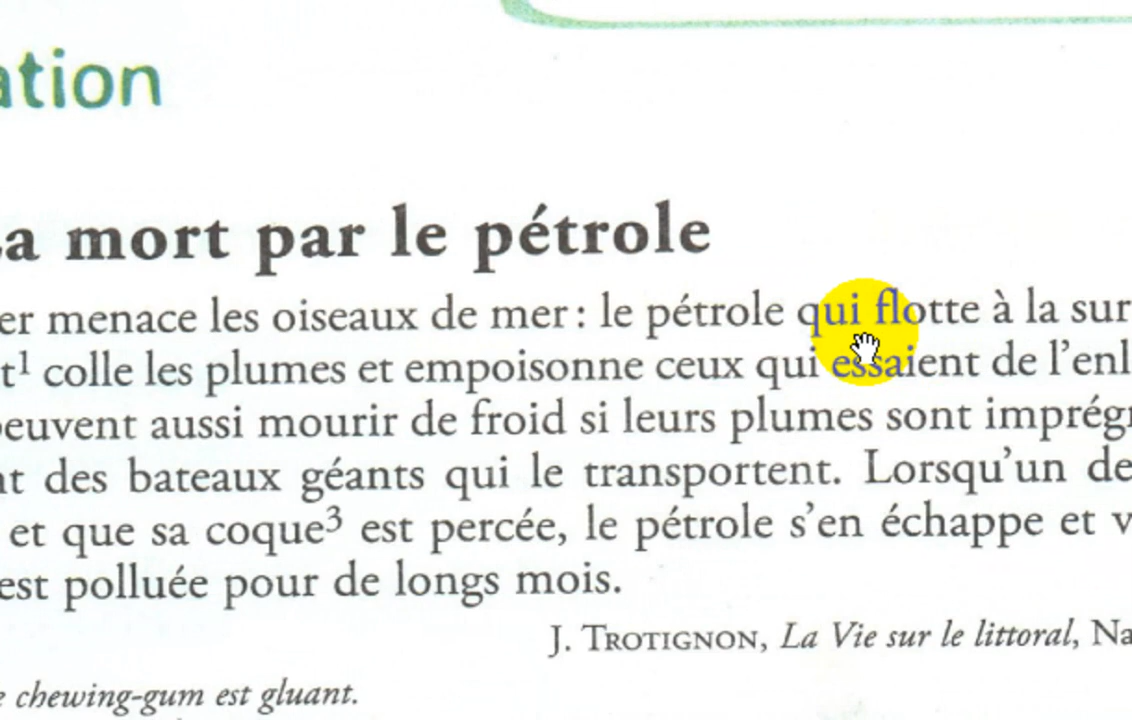 ation
a mort par le pétrole
er menace les oiseaux de mer : le pétrole qui flotte à la sur
t¹ colle les plumes et empoisonne ceux qui essaient de l'enl
peuvent aussi mourir de froid si leurs plumes sont imprégn
nt des bateaux géants qui le transportent. Lorsqu'un de
et que sa coque³ est percée, le pétrole s'en échappe et v
est polluée pour de longs mois.
J. TROTIGNON, La Vie sur le littoral, Na
e chewing-gum est gluant.